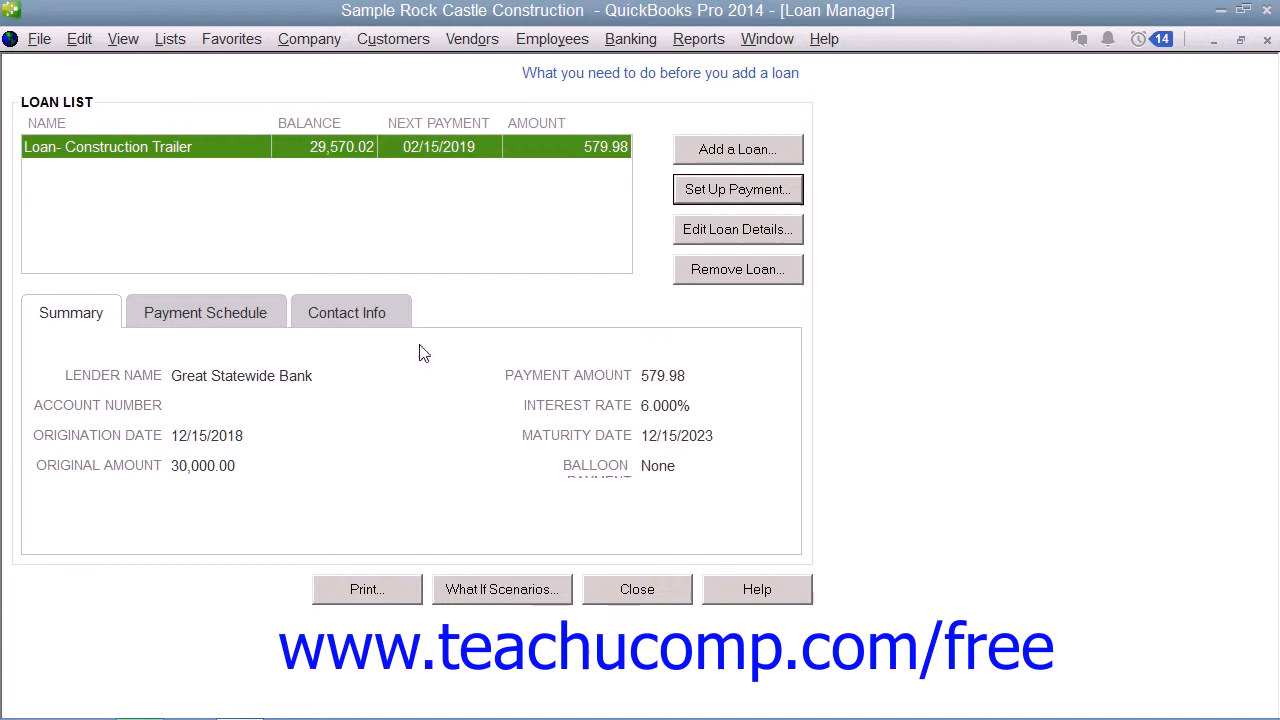 Sample Rock Castle Construction - QuickBooks Pro 2014 - [Loan Manager]
File Edit View Lists Favorites Company Customers Vendors Employees Banking Reports Window Help 14
What you need to do before you add a loan
LOAN LIST
NAME BALANCE NEXT PAYMENT AMOUNT
Loan- Construction Trailer 29,570.02 02/15/2019 579.98
Add a Loan...
Set Up Payment...
Edit Loan Details...
Remove Loan...
Summary Payment Schedule Contact Info
LENDER NAME Great Statewide Bank PAYMENT AMOUNT 579.98
ACCOUNT NUMBER INTEREST RATE 6.000%
ORIGINATION DATE 12/15/2018 MATURITY DATE 12/15/2023
ORIGINAL AMOUNT 30,000.00 BALLOON None
PAYMENT
Print... What If Scenarios... Close Help
www.teachucomp.com/free